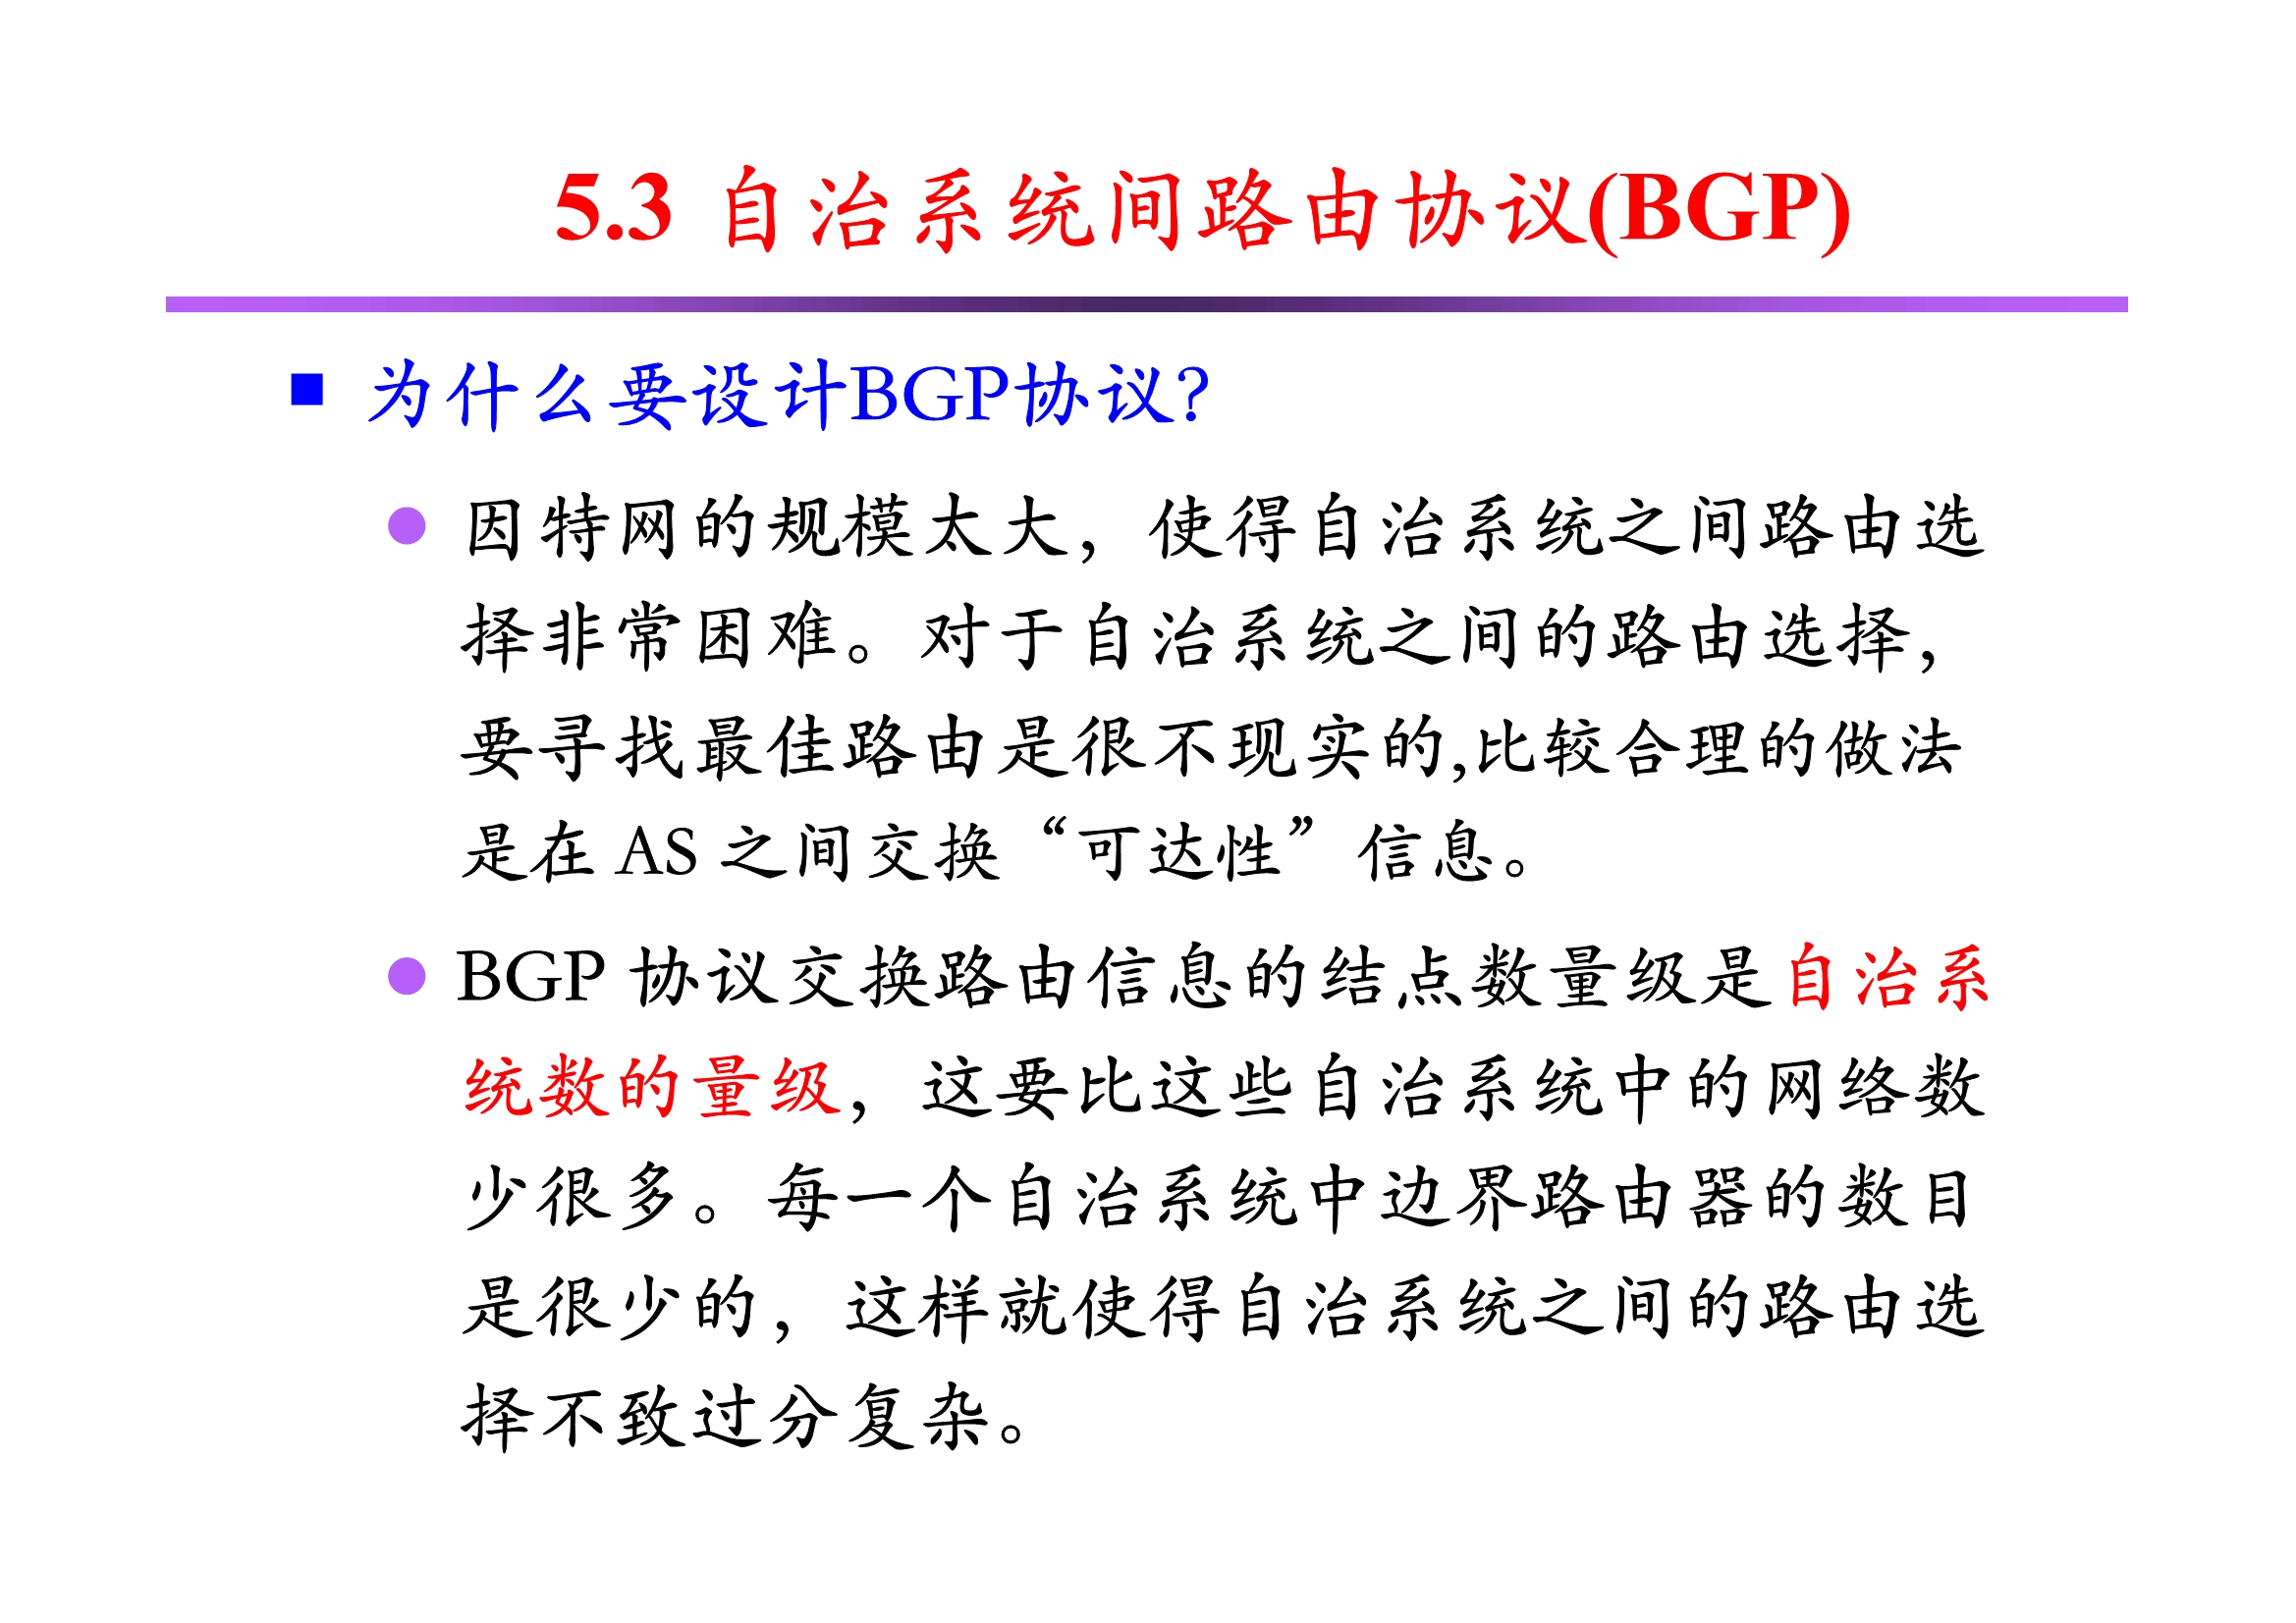 5.3 自治系统间路由协议(BGP)
为什么要设计BGP协议?
因特网的规模太大，使得自治系统之间路由选
择非常困难。对于自治系统之间的路由选择，
要寻找最佳路由是很不现实的,比较合理的做法
是在 AS 之间交换“可达性”信息。
BGP 协议交换路由信息的结点数量级是自治系
统数的量级，这要比这些自治系统中的网络数
少很多。每一个自治系统中边界路由器的数目
是很少的，这样就使得自治系统之间的路由选
择不致过分复杂。